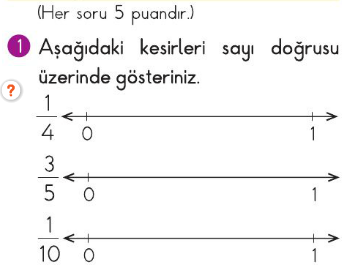 (Her soru 5 puandır.)
1 Aşağıdaki kesirleri sayı doğrusu
üzerinde gösteriniz.
?
1/4 0 1
3/5 0 1
1/10 0 1